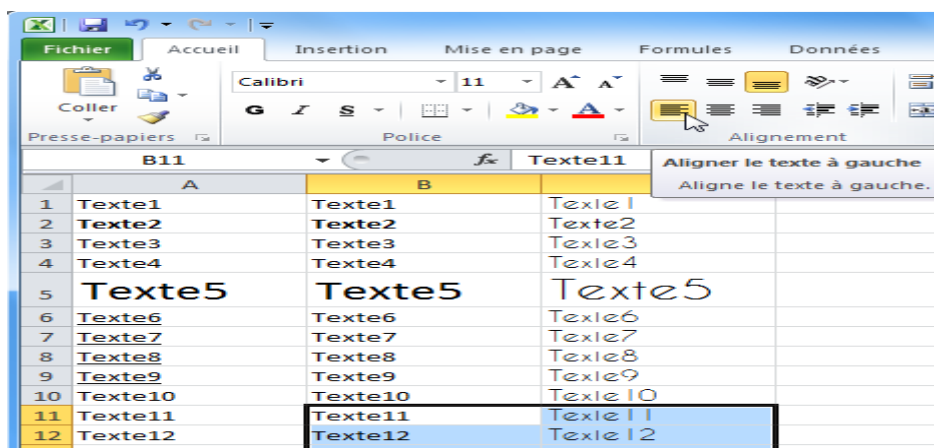 Fichier Accueil Insertion Mise en page Formules Données
Calibri 11 A A
Coller
G I S A
Presse-papiers Police Alignement
B11 fx Texte11
Aligner le texte à gauche
Aligne le texte à gauche.
A B
1 Texte1 Texte1 Texte1
2 Texte2 Texte2 Texte2
3 Texte3 Texte3 Texte3
4 Texte4 Texte4 Texte4
5 Texte5 Texte5 Texte5
6 Texte6 Texte6 Texte6
7 Texte7 Texte7 Texte7
8 Texte8 Texte8 Texte8
9 Texte9 Texte9 Texte9
10 Texte10 Texte10 Texte10
11 Texte11 Texte11 Texte11
12 Texte12 Texte12 Texte12